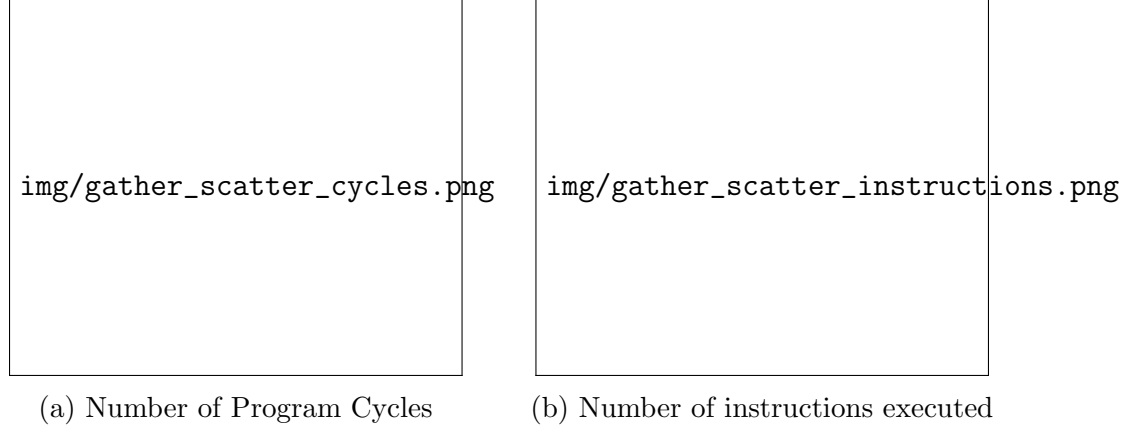 img/gather_scatter_cycles.png
img/gather_scatter_instructions.png
(a) Number of Program Cycles
(b) Number of instructions executed